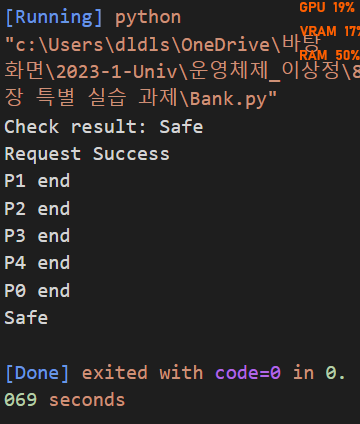 [Running] python
"c:\Users\dldls\OneDrive\바탕
화면\2023-1-Univ\운영체제_이상정\8
장 특별 실습 과제\Bank.py"
Check result: Safe
Request Success
P1 end
P2 end
P3 end
P4 end
P0 end
Safe
[Done] exited with code=0 in 0.
069 seconds
GPU 19%
VRAM 17%
RAM 50%